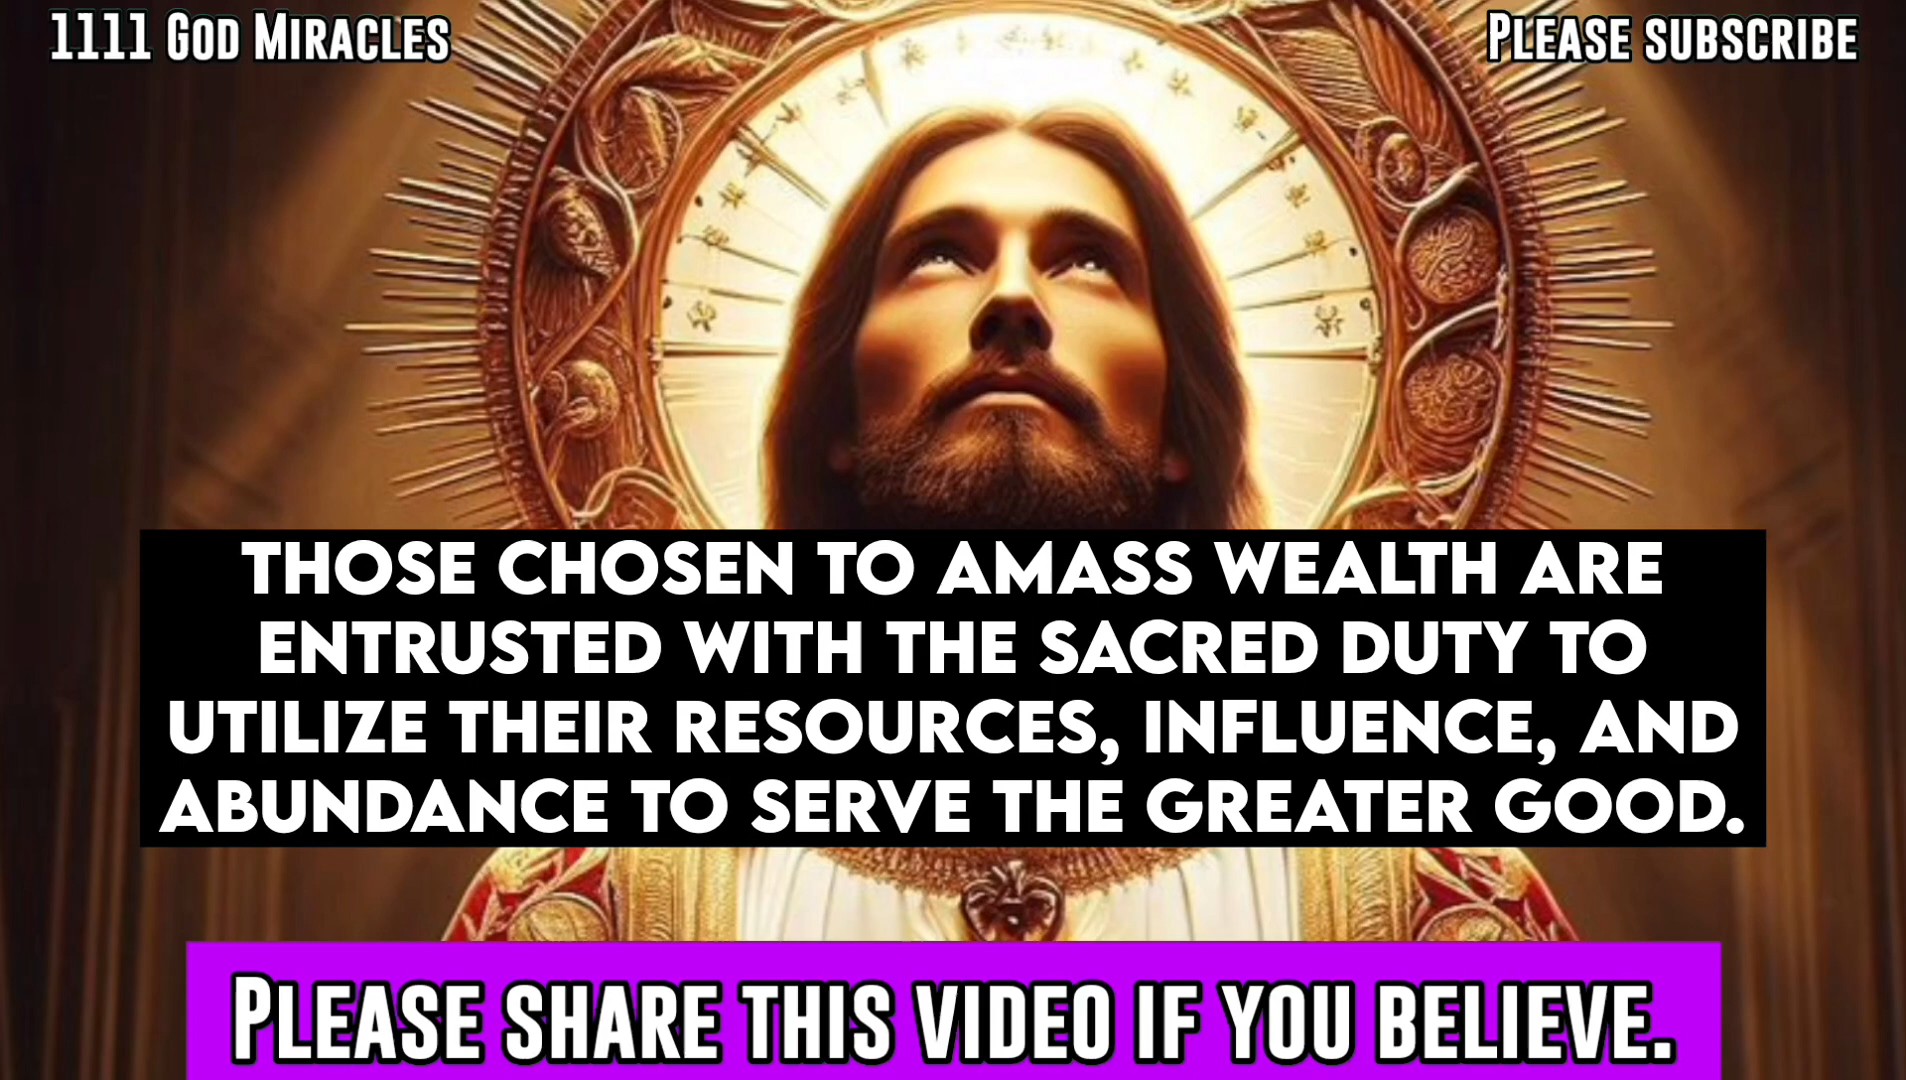 1111 God Miracles
Please subscribe
THOSE CHOSEN TO AMASS WEALTH ARE
ENTRUSTED WITH THE SACRED DUTY TO
UTILIZE THEIR RESOURCES, INFLUENCE, AND
ABUNDANCE TO SERVE THE GREATER GOOD.
Please share this video if you believe.